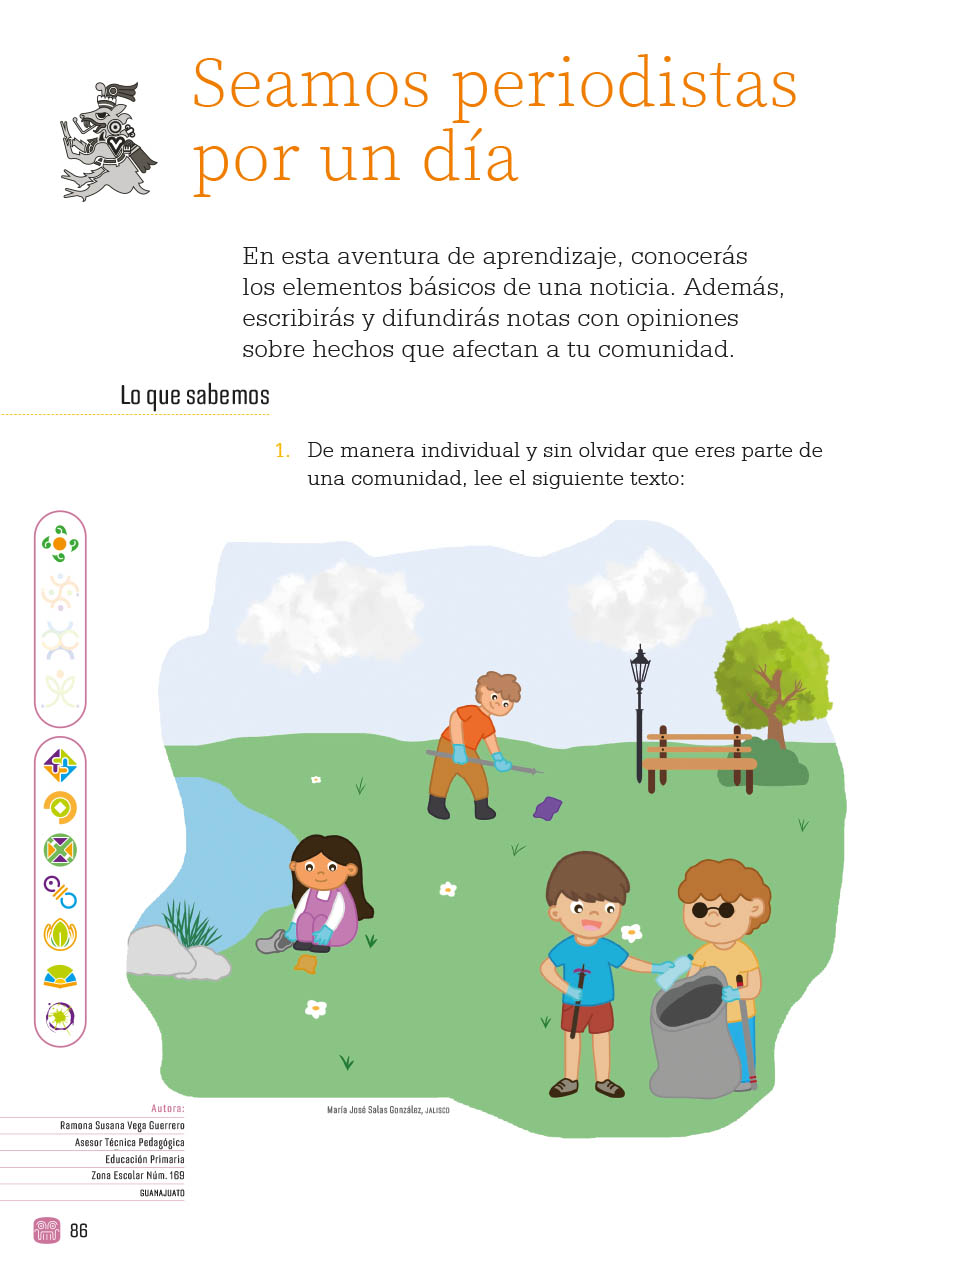 Seamos periodistas
por un día
En esta aventura de aprendizaje, conocerás
los elementos básicos de una noticia. Además,
escribirás y difundirás notas con opiniones
sobre hechos que afectan a tu comunidad.
Lo que sabemos
1. De manera individual y sin olvidar que eres parte de
una comunidad, lee el siguiente texto:
María José Salas González, JALISCO
Autora:
Ramona Susana Vega Guerrero
Asesor Técnica Pedagógica
Educación Primaria
Zona Escolar Núm. 169
GUANAJUATO
86